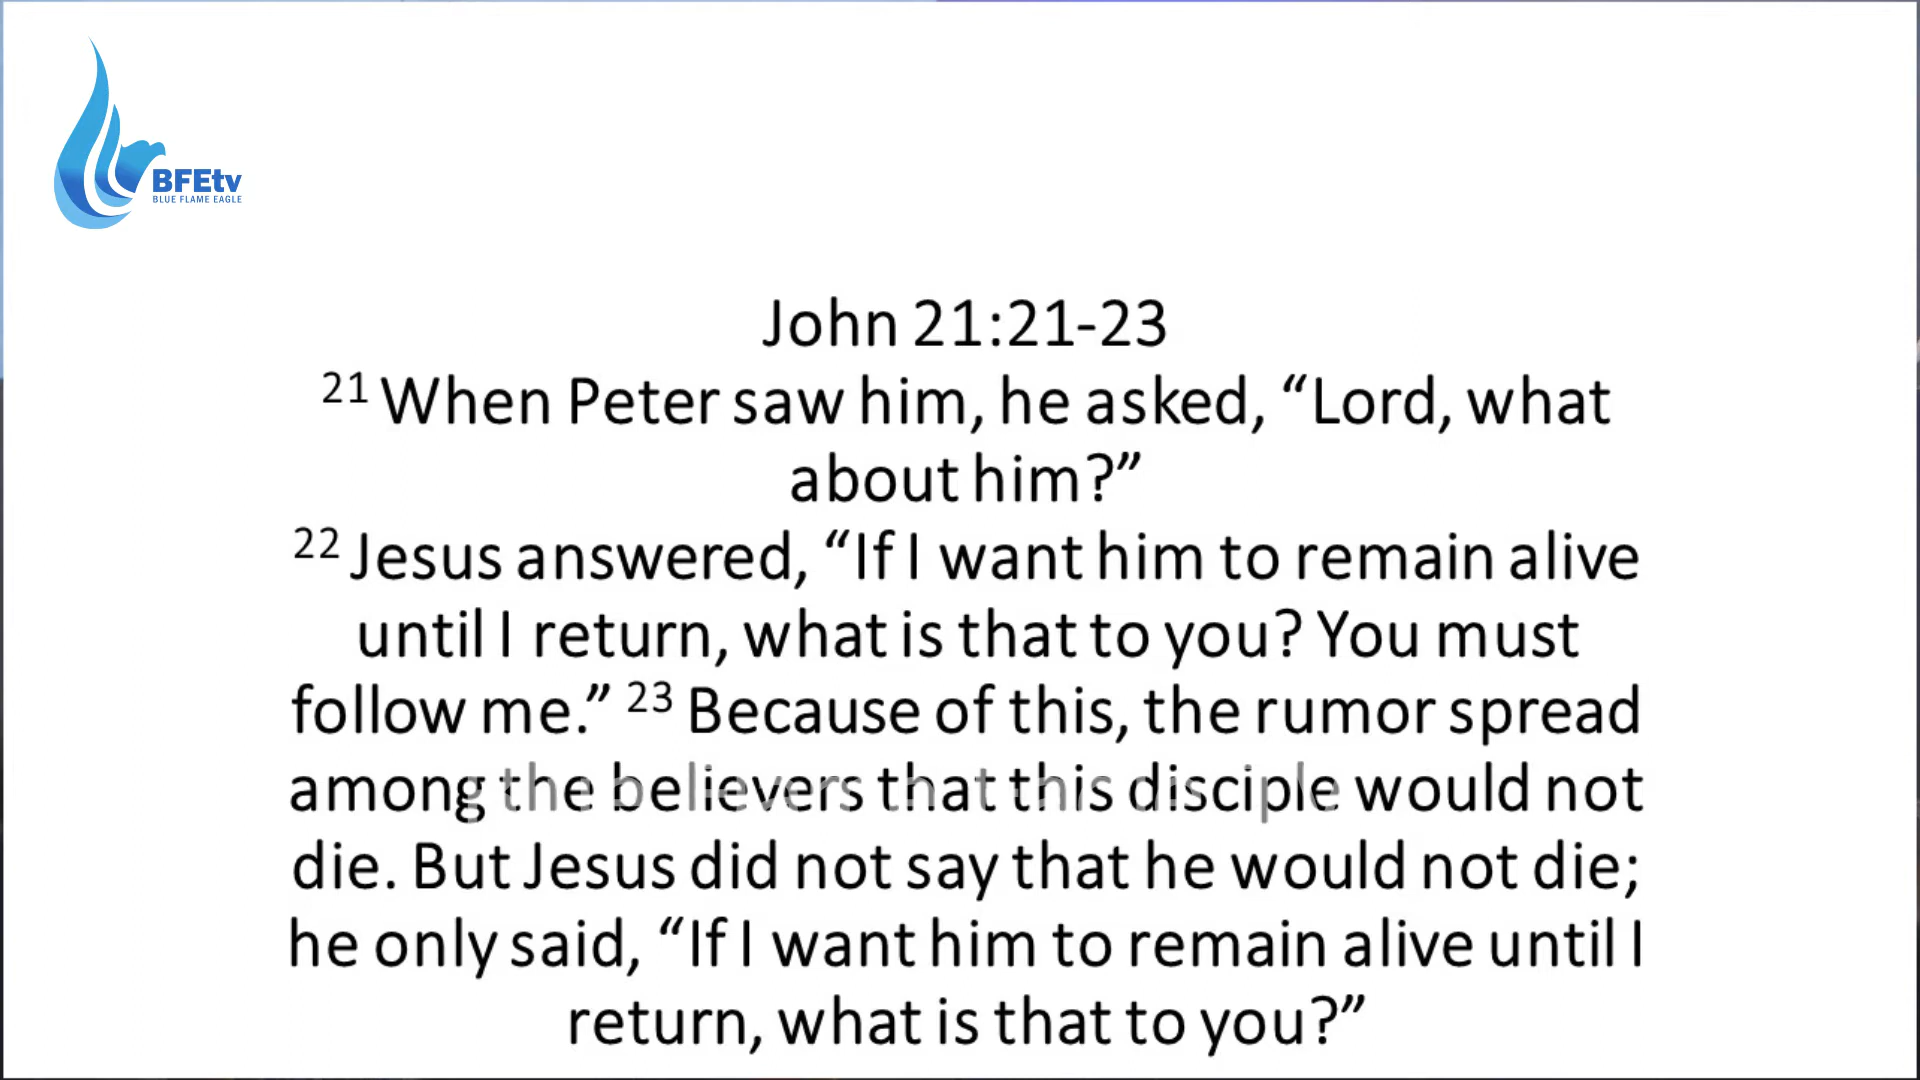 BFEtv
BLUE FLAME EAGLE
John 21:21-23
21 When Peter saw him, he asked, “Lord, what
about him?”
22 Jesus answered, “If I want him to remain alive
until I return, what is that to you? You must
follow me.” 23 Because of this, the rumor spread
among the believers that this disciple would not
die. But Jesus did not say that he would not die;
he only said, “If I want him to remain alive until I
return, what is that to you?”